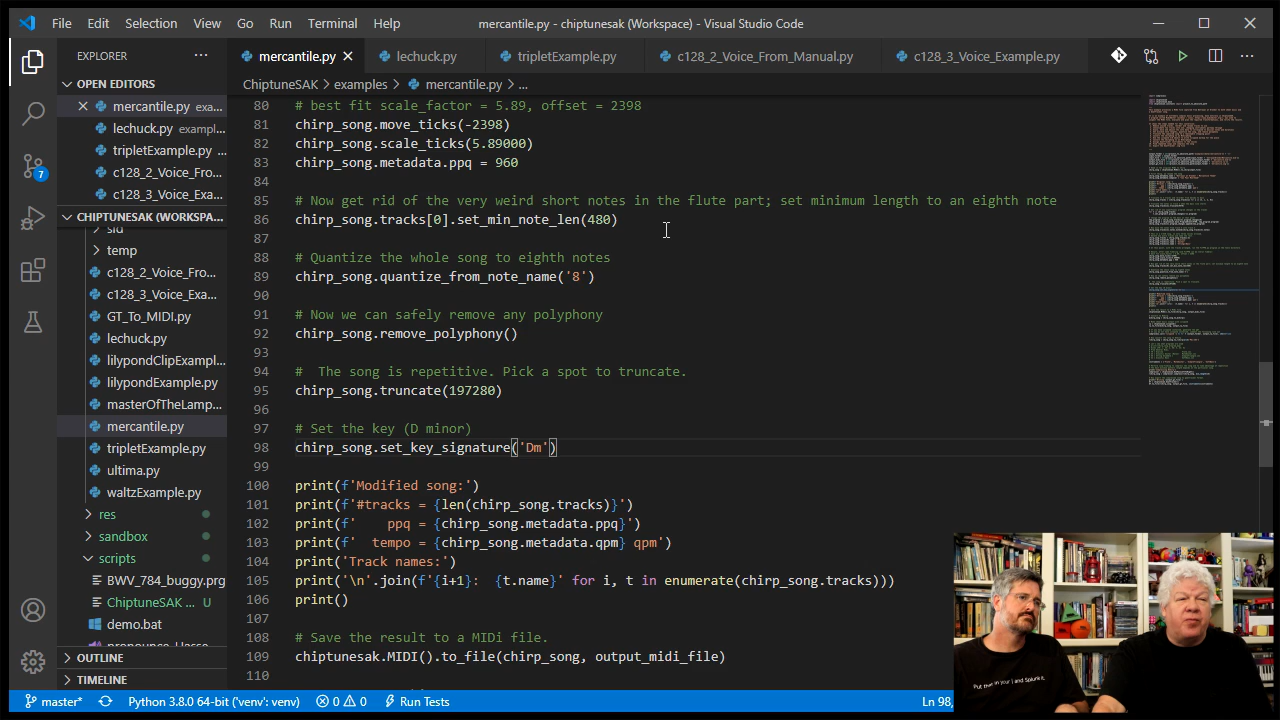 File Edit Selection View Go Run Terminal Help
mercantile.py - chiptunesak (Workspace) - Visual Studio Code
EXPLORER
mercantile.py
lechuck.py
tripletExample.py
c128_2_Voice_From_Manual.py
c128_3_Voice_Example.py
ChiptuneSAK > examples > mercantile.py > ...
OPEN EDITORS
mercantile.py exa...
lechuck.py exampl...
tripletExample.py ...
c128_2_Voice_Fro...
c128_3_Voice_Exa...
CHIPTUNESAK (WORKSPA...
sid
temp
c128_2_Voice_Fro...
c128_3_Voice_Exa...
GT_To_MIDI.py
lechuck.py
lilypondClipExampl...
lilypondExample.py
masterOfTheLamp...
mercantile.py
tripletExample.py
ultima.py
waltzExample.py
res
sandbox
scripts
BWV_784_buggy.prg
ChiptuneSAK ... U
demo.bat
OUTLINE
TIMELINE
7
80 # best fit scale_factor = 5.89, offset = 2398
81 chirp_song.move_ticks(-2398)
82 chirp_song.scale_ticks(5.89000)
83 chirp_song.metadata.ppq = 960
84
85 # Now get rid of the very weird short notes in the flute part; set minimum length to an eighth note
86 chirp_song.tracks[0].set_min_note_len(480)
87
88 # Quantize the whole song to eighth notes
89 chirp_song.quantize_from_note_name('8')
90
91 # Now we can safely remove any polyphony
92 chirp_song.remove_polyphony()
93
94 #  The song is repetitive. Pick a spot to truncate.
95 chirp_song.truncate(197280)
96
97 # Set the key (D minor)
98 chirp_song.set_key_signature('Dm')
99
100 print(f'Modified song:')
101 print(f'#tracks = {len(chirp_song.tracks)}')
102 print(f'    ppq = {chirp_song.metadata.ppq}')
103 print(f'  tempo = {chirp_song.metadata.qpm} qpm')
104 print('Track names:')
105 print('\n'.join(f'{i+1}:  {t.name}' for i, t in enumerate(chirp_song.tracks)))
106 print()
107
108 # Save the result to a MIDi file.
109 chiptunesak.MIDI().to_file(chirp_song, output_midi_file)
110
master* Python 3.8.0 64-bit ('venv': venv) 0 0 Run Tests Ln 98,